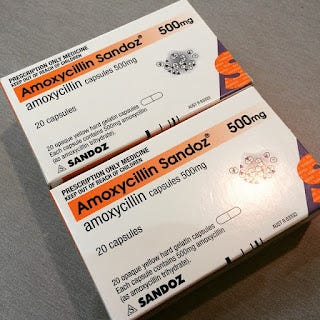 PRESCRIPTION ONLY MEDICINE
KEEP OUT OF REACH OF CHILDREN
Amoxycillin Sandoz® 500mg
amoxycillin capsules 500mg
20 capsules
20 opaque yellow hard gelatin capsules
Each capsule contains 500mg amoxycillin
(as amoxycillin trihydrate).
SANDOZ
S
PRESCRIPTION ONLY MEDICINE
KEEP OUT OF REACH OF CHILDREN
Amoxycillin Sandoz® 500mg
amoxycillin capsules 500mg
20 capsules
20 opaque yellow hard gelatin capsules
Each capsule contains 500mg amoxycillin
(as amoxycillin trihydrate).
AUST R
SANDOZ